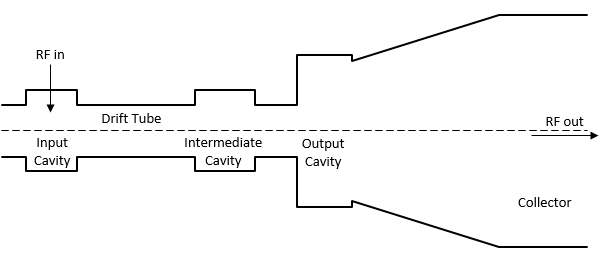 RF in
Drift Tube
RF out
Input
Cavity
Intermediate
Cavity
Output
Cavity
Collector